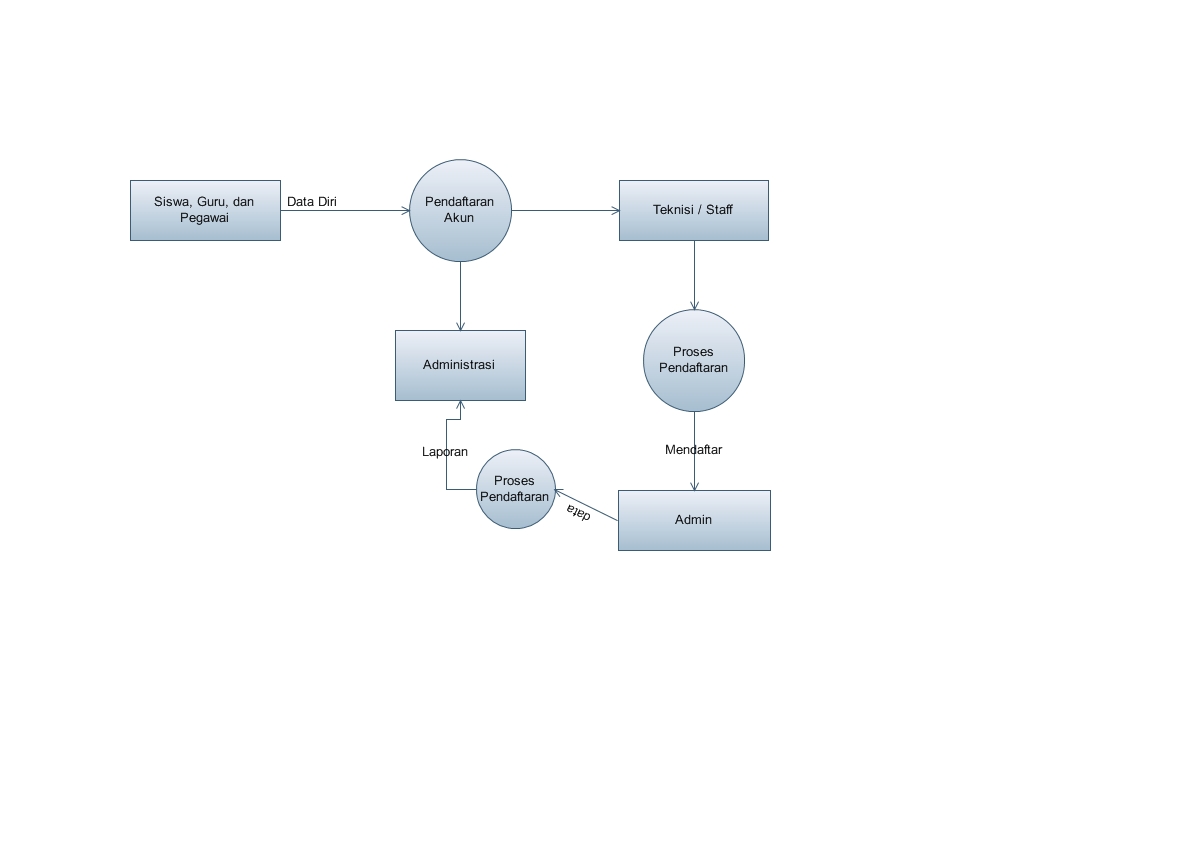 Siswa, Guru, dan
Pegawai
Data Diri
Pendaftaran
Akun
Teknisi / Staff
Administrasi
Proses
Pendaftaran
Laporan
Mendaftar
Proses
Pendaftaran
data
Admin